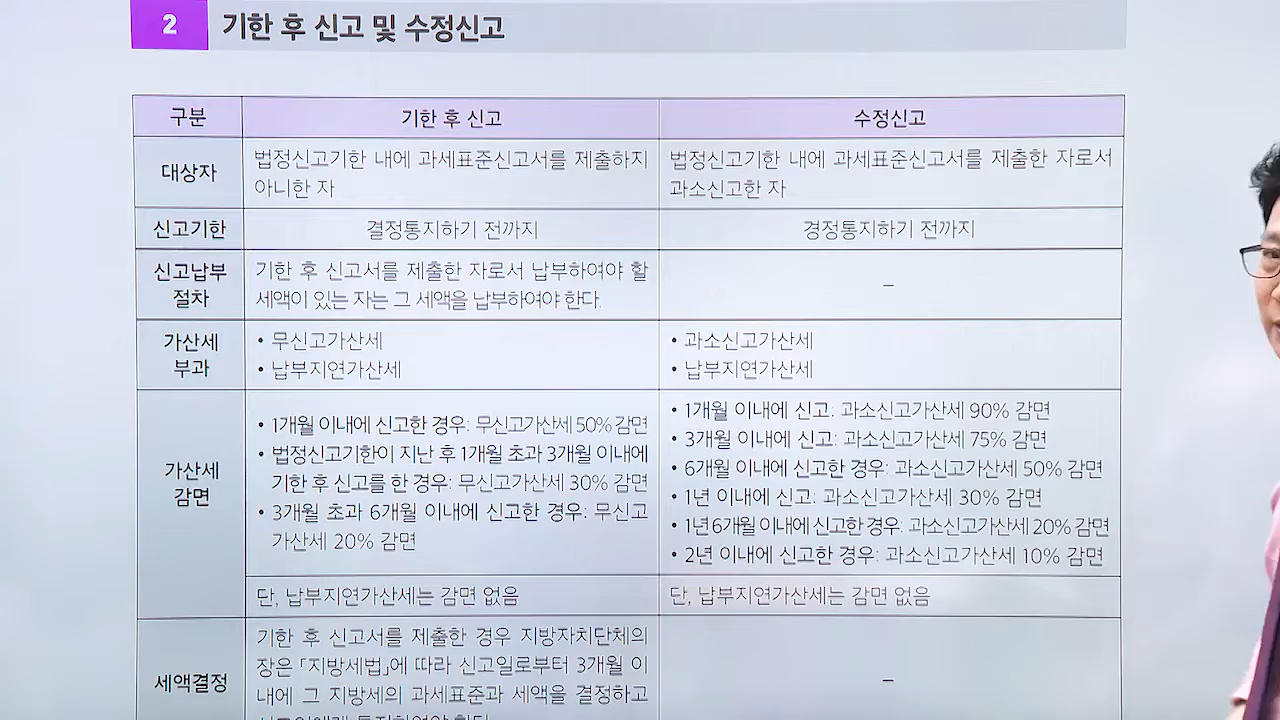 2 기한 후 신고 및 수정신고
구분
기한 후 신고
수정신고
대상자
법정신고기한 내에 과세표준신고서를 제출하지
아니한 자
법정신고기한 내에 과세표준신고서를 제출한 자로서
과소신고한 자
신고기한
결정통지하기 전까지
경정통지하기 전까지
신고납부
절차
기한 후 신고서를 제출한 자로서 납부하여야 할
세액이 있는 자는 그 세액을 납부하여야 한다.
–
가산세
부과
• 무신고가산세
• 납부지연가산세
• 과소신고가산세
• 납부지연가산세
가산세
감면
• 1개월 이내에 신고한 경우: 무신고가산세 50% 감면
• 법정신고기한이 지난 후 1개월 초과 3개월 이내에
기한 후 신고를 한 경우: 무신고가산세 30% 감면
• 3개월 초과 6개월 이내에 신고한 경우: 무신고
가산세 20% 감면
• 1개월 이내에 신고: 과소신고가산세 90% 감면
• 3개월 이내에 신고: 과소신고가산세 75% 감면
• 6개월 이내에 신고한 경우: 과소신고가산세 50% 감면
• 1년 이내에 신고: 과소신고가산세 30% 감면
• 1년 6개월 이내에 신고한 경우: 과소신고가산세 20% 감면
• 2년 이내에 신고한 경우: 과소신고가산세 10% 감면
단, 납부지연가산세는 감면 없음
단, 납부지연가산세는 감면 없음
세액결정
기한 후 신고서를 제출한 경우 지방자치단체의
장은 「지방세법」에 따라 신고일로부터 3개월 이
내에 그 지방세의 과세표준과 세액을 결정하고
–